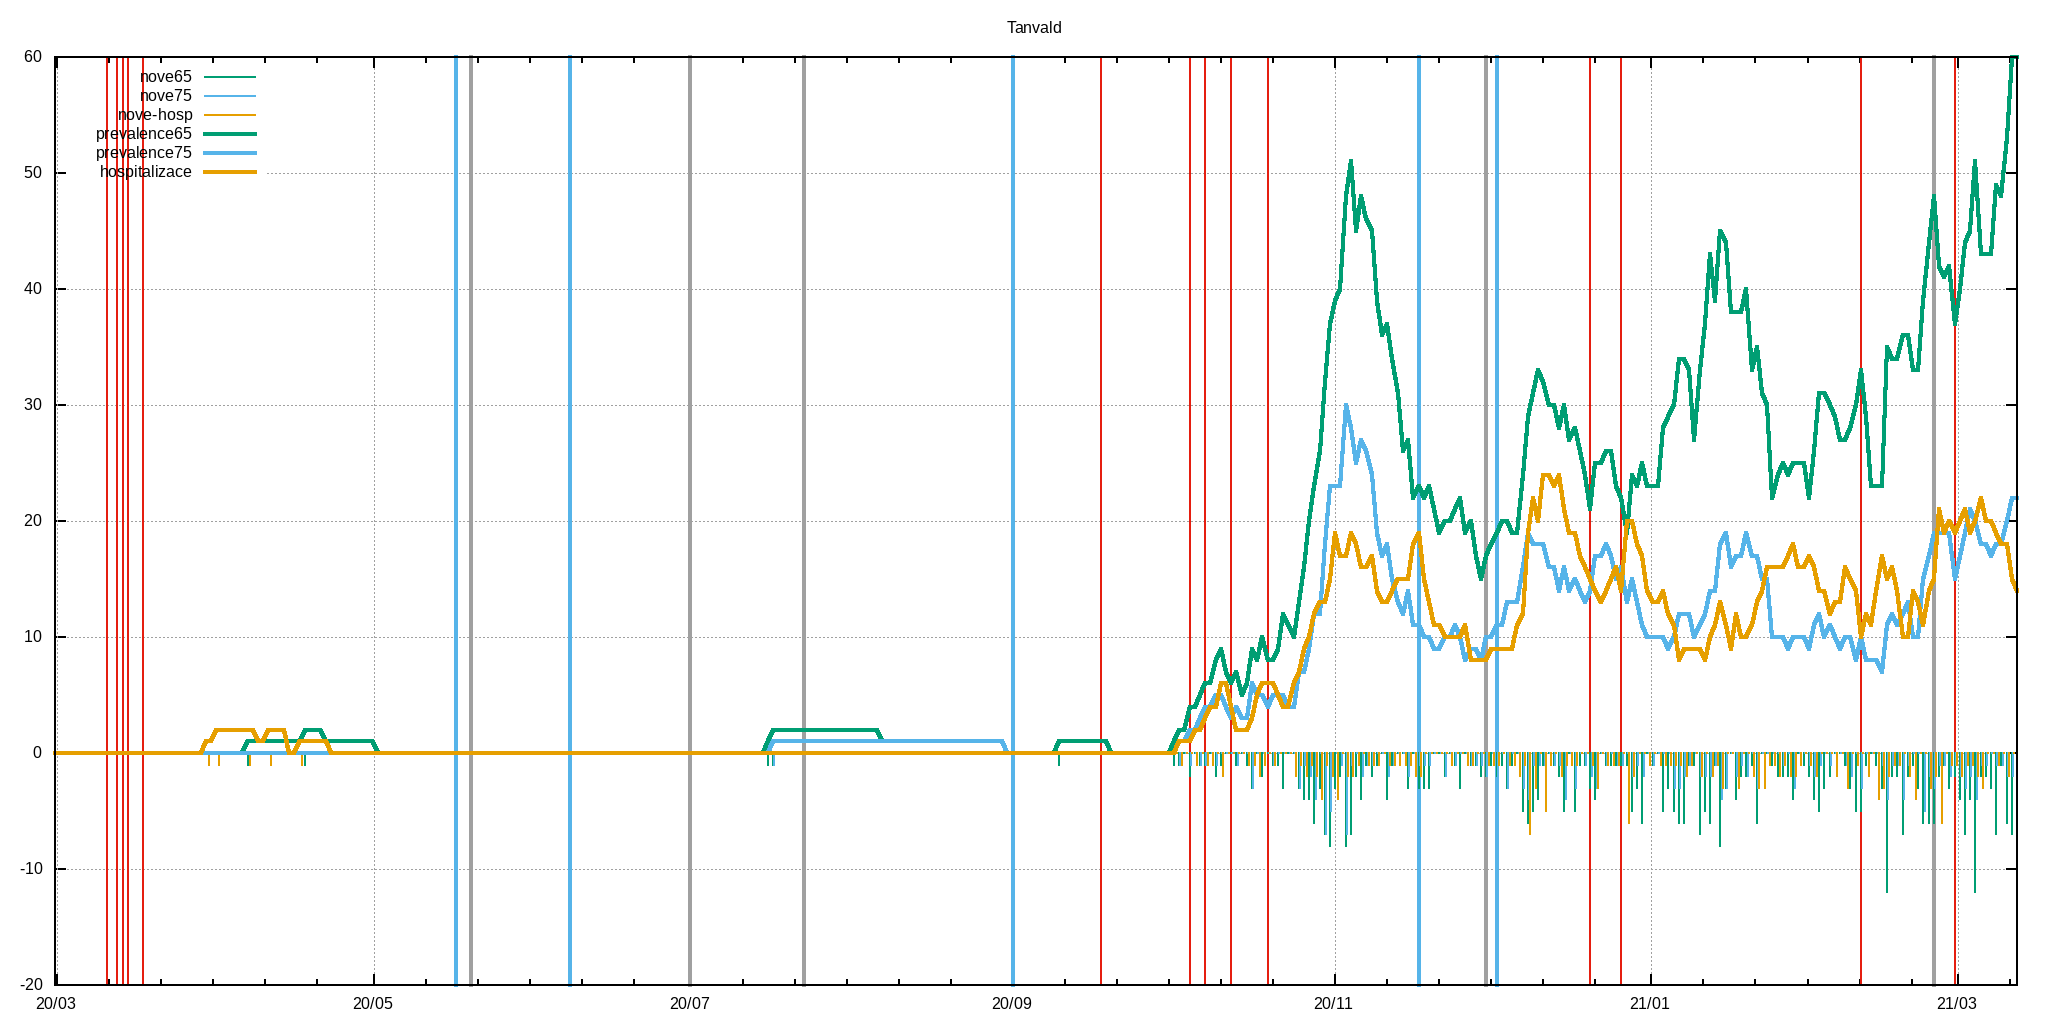 Tanvald
60
nove65
nove75
nove-hosp
prevalence65
prevalence75
hospitalizace
50
40
30
20
10
0
-10
-20
20/03 20/05 20/07 20/09 20/11 21/01 21/03